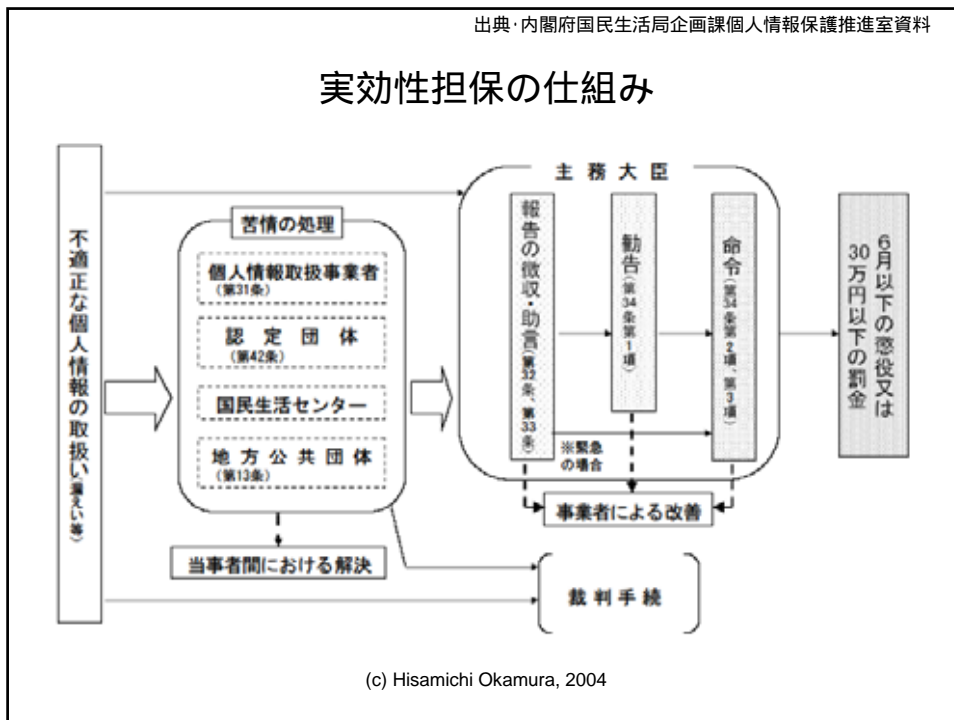 出典・内閣府国民生活局企画課個人情報保護推進室資料
実効性担保の仕組み
不適正な個人情報の取扱い(漏えい等)
苦情の処理
個人情報取扱事業者
(第31条)
認定団体
(第42条)
国民生活センター
地方公共団体
(第13条)
当事者間における解決
主務大臣
報告の徴収・助言(第32条、第33条)
勧告(第34条第1項)
命令(第34条第2項、第3項)
※緊急
の場合
事業者による改善
裁判手続
6月以下の懲役又は
30万円以下の罰金
(c) Hisamichi Okamura, 2004